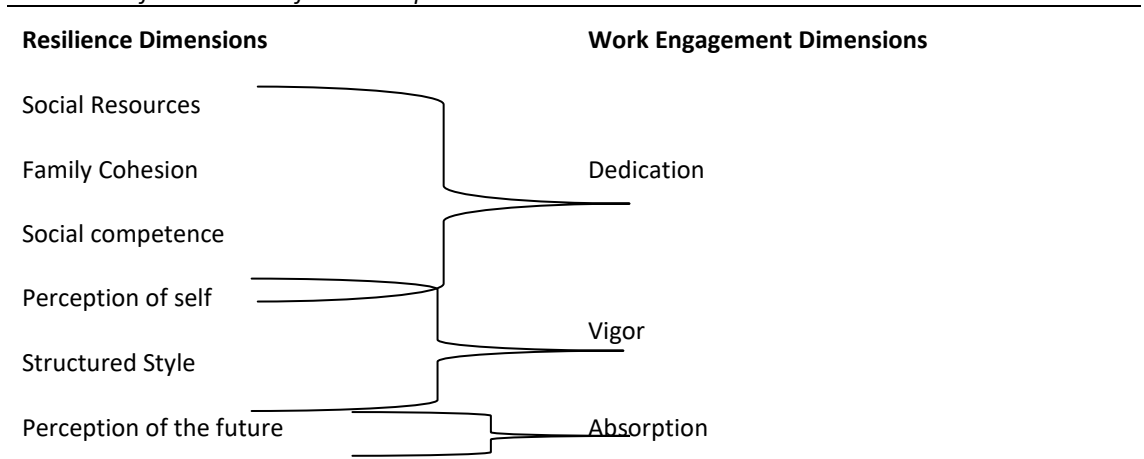 Resilience Dimensions Work Engagement Dimensions
Social Resources
Family Cohesion Dedication
Social competence
Perception of self
Vigor
Structured Style
Perception of the future Absorption